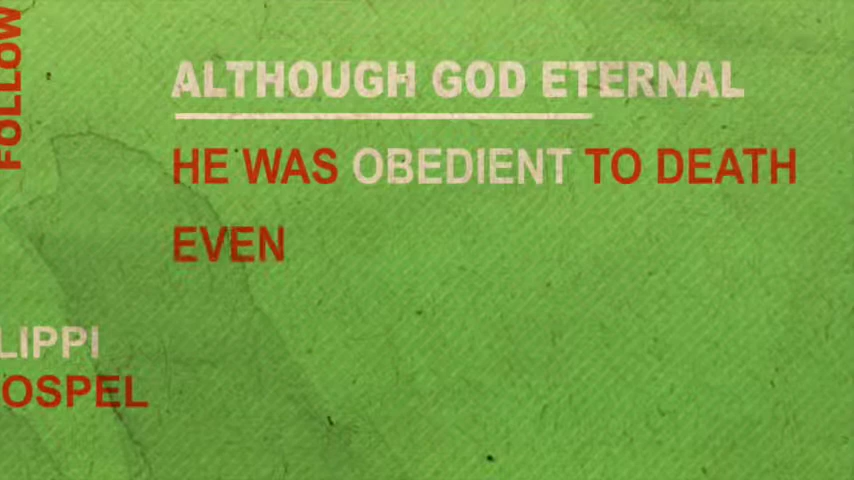 FOLLOW
ALTHOUGH GOD ETERNAL
HE WAS OBEDIENT TO DEATH
EVEN
LIPPI
OSPEL